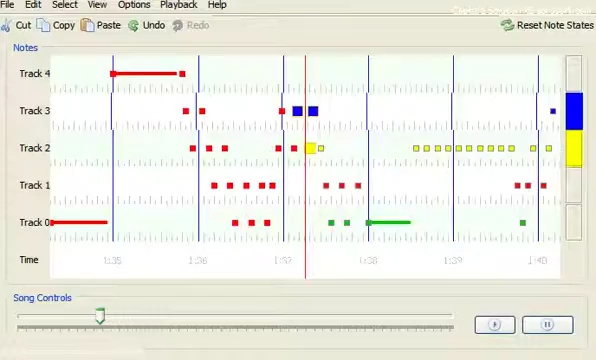 File Edit Select View Options Playback Help
Cut Copy Paste Undo Redo Reset Note States
Notes
Track 4
Track 3
Track 2
Track 1
Track 0
Time 1:35 1:36 1:37 1:38 1:39 1:40
Song Controls